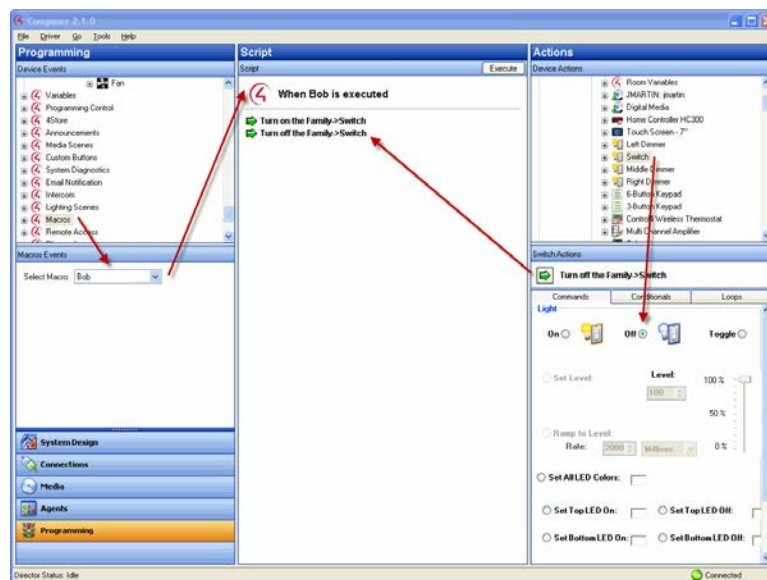 Composer 2.1.0
File Driver Go Tools Help
Programming
Device Events
Fan
Variables
Programming Control
4Store
Announcements
Media Scenes
Custom Buttons
System Diagnostics
Email Notification
Intercom
Lighting Scenes
Macros
Remote Access
Macros Events
Select Macro: Bob
System Design
Connections
Media
Agents
Programming
Script
Script Execute
When Bob is executed
Turn on the Family->Switch
Turn off the Family->Switch
Actions
Device Actions
Room Variables
JMARTIN: jmartin
Digital Media
Home Controller HC300
Touch Screen - 7"
Left Dimmer
Switch
Middle Dimmer
Right Dimmer
6-Button Keypad
3-Button Keypad
Control4 Wireless Thermostat
Multi Channel Amplifier
Switch Actions
Turn off the Family->Switch
Commands Conditionals Loops
Light
On Off Toggle
Set Level: Level: 100 %
100
50 %
Ramp to Level:
Rate: 2000 0 %
Set All LED Colors:
Set Top LED On: Set Top LED Off:
Set Bottom LED On: Set Bottom LED Off:
Director Status: Idle Connected